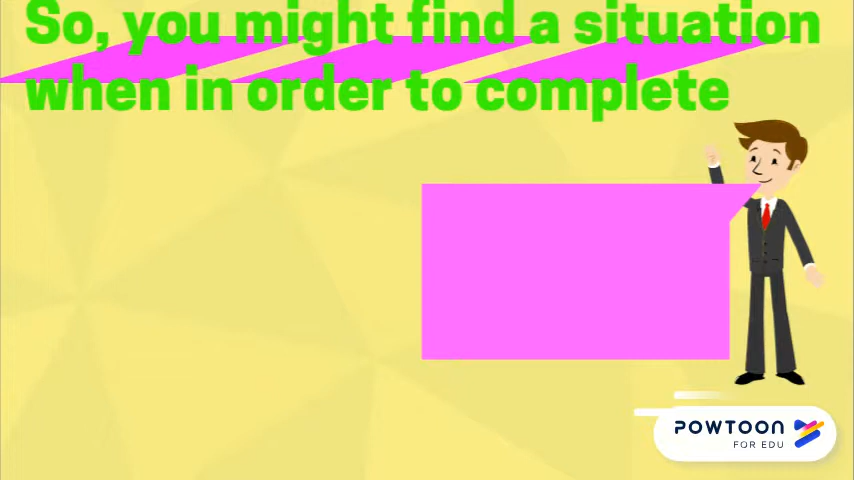 So, you might find a situation
when in order to complete
POWTOON
FOR EDU